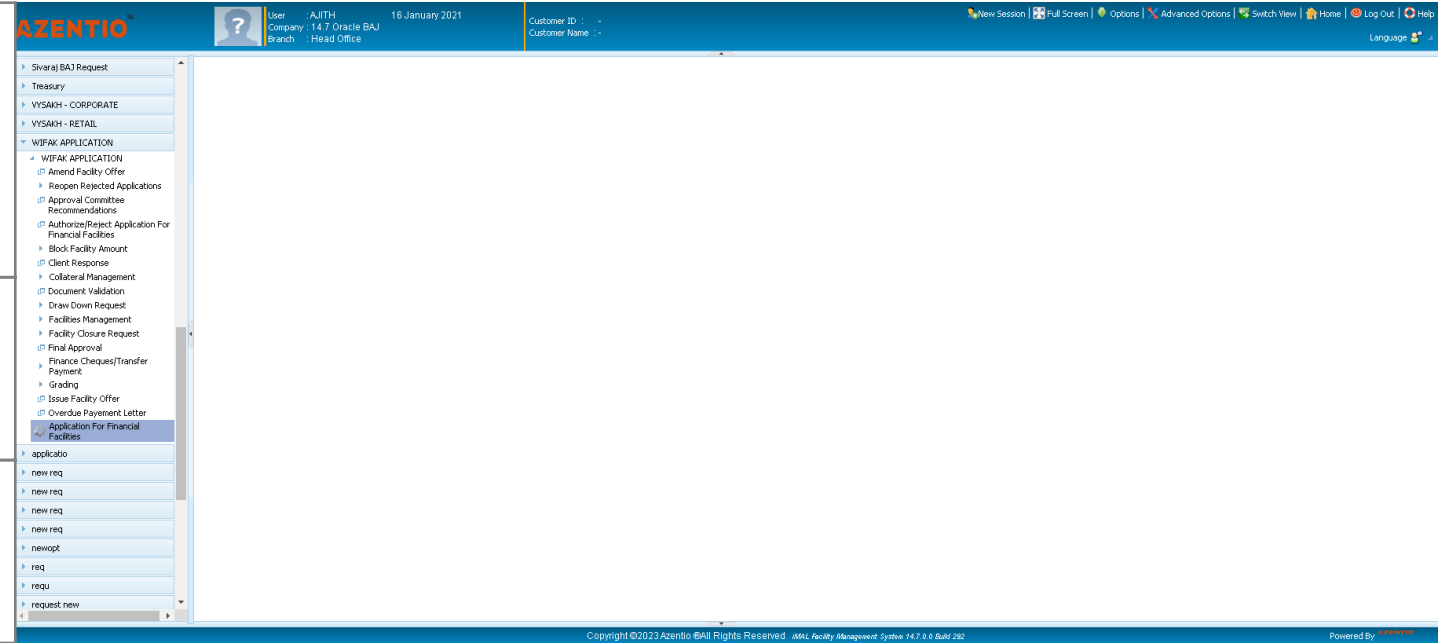 AZENTIO™
User : AJITH 16 January 2021
Company : 14.7 Oracle BAJ
Branch : Head Office
Customer ID : -
Customer Name : -
New Session | Full Screen | Options | Advanced Options | Switch View | Home | Log Out | Help
Language
Sivaraj BAJ Request
Treasury
VYSAKH - CORPORATE
VYSAKH - RETAIL
WIFAK APPLICATION
WIFAK APPLICATION
Amend Facility Offer
Reopen Rejected Applications
Approval Committee
Recommendations
Authorize/Reject Application For
Financial Facilities
Block Facility Amount
Client Response
Collateral Management
Document Validation
Draw Down Request
Facilities Management
Facility Closure Request
Final Approval
Finance Cheques/Transfer
Payment
Grading
Issue Facility Offer
Overdue Payement Letter
Application For Financial
Facilities
applicatio
new req
new req
new req
new req
newopt
req
requ
request new
Copyright©2023 Azentio ®All Rights Reserved iMAL Facility Management System 14.7.0.0 Build 292
Powered By AZENTIO